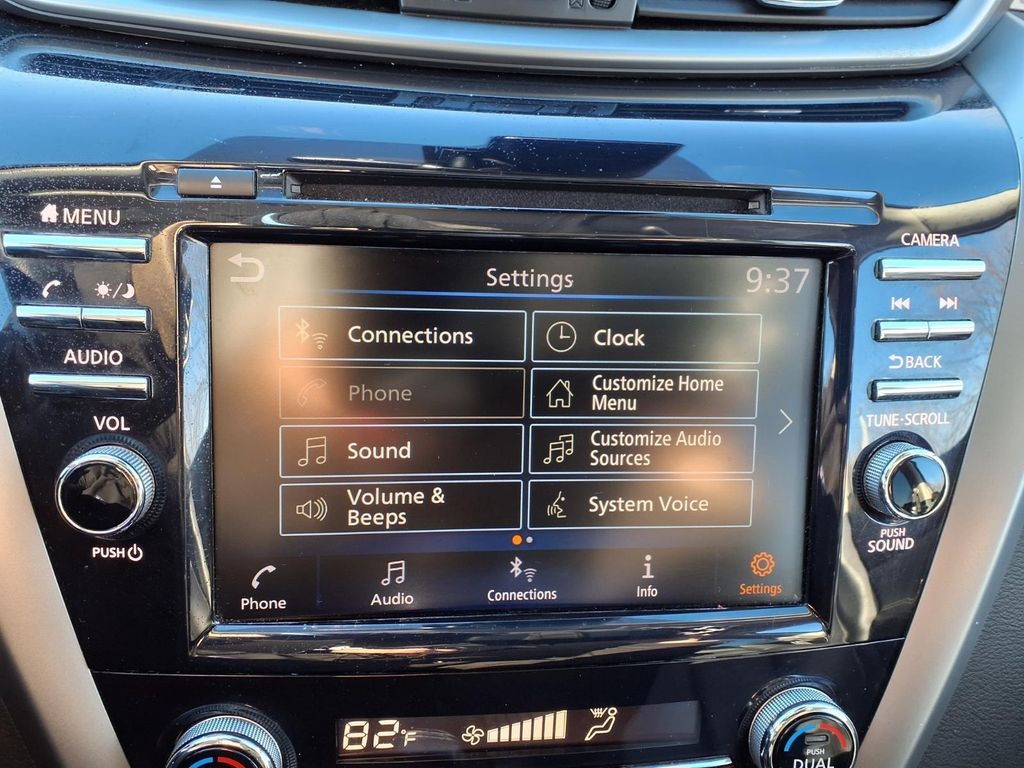 MENU
CAMERA
AUDIO
BACK
VOL
TUNE·SCROLL
PUSH
PUSH
SOUND
Settings
9:37
Connections
Clock
Phone
Customize Home
Menu
Sound
Customize Audio
Sources
Volume &
Beeps
System Voice
Phone
Audio
Connections
Info
Settings
82°F
PUSH
DUAL